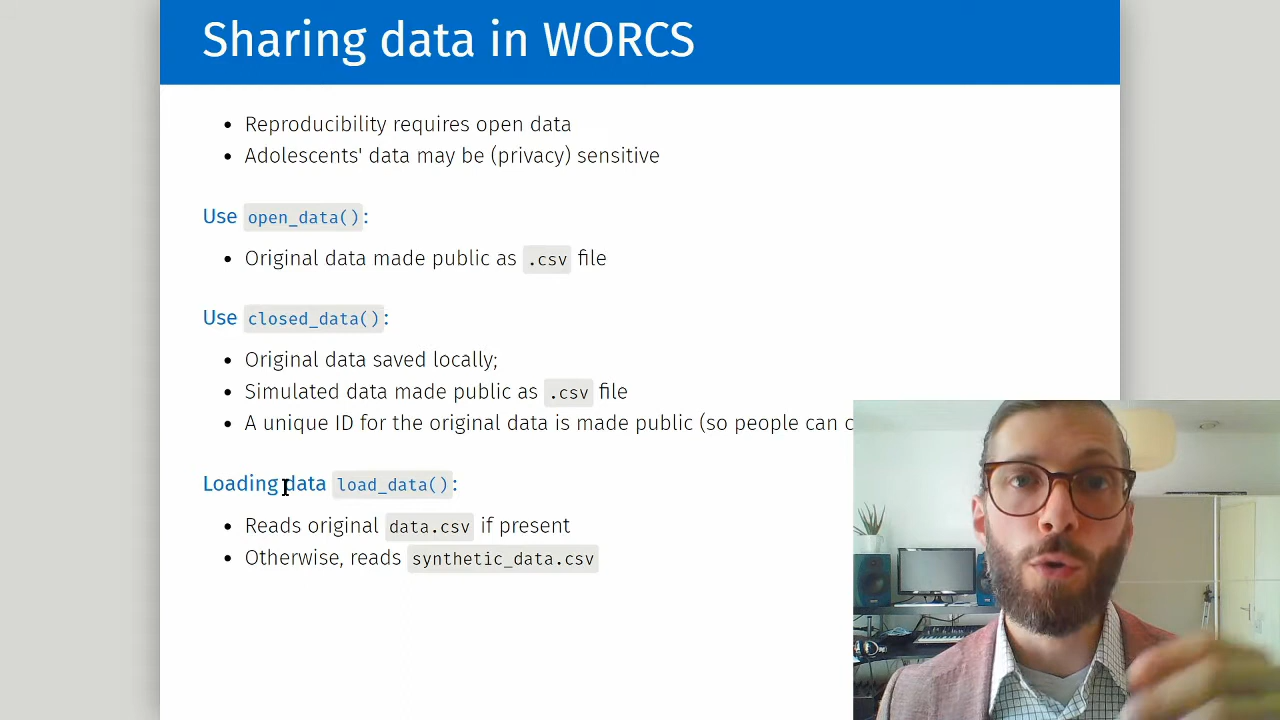 Sharing data in WORCS
Reproducibility requires open data
Adolescents' data may be (privacy) sensitive
Use open_data():
Original data made public as .csv file
Use closed_data():
Original data saved locally;
Simulated data made public as .csv file
A unique ID for the original data is made public (so people can
Loading data load_data():
Reads original data.csv if present
Otherwise, reads synthetic_data.csv